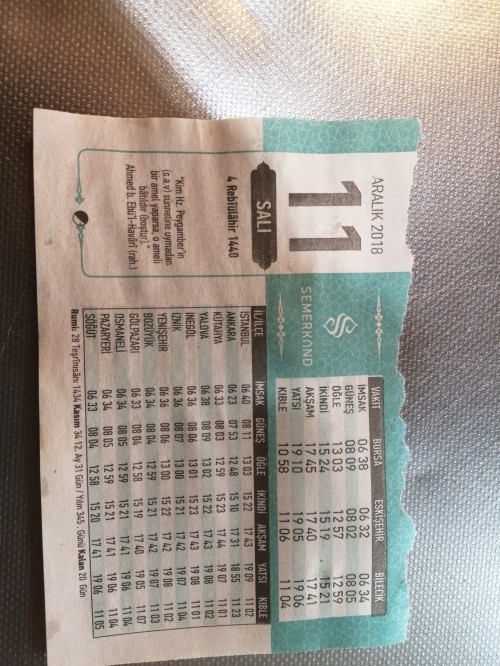 ARALIK 2018
11
SALI
4 Rebîülâhir 1440
"Kim Hz. Peygamber'in
(s.a.v) sünnetine uymadan
bir amel yaparsa, o ameli
bâtıldır (boştur)."
Ahmed b. Ebu'l-Havârî (rah.)
SEMERKAND
VAKİT BURSA ESKİŞEHİR BİLECİK
İMSAK 06 38 06 32 06 34
GÜNEŞ 08 09 08 02 08 05
ÖĞLE 13 03 12 57 12 59
İKİNDİ 15 24 15 19 15 21
AKŞAM 17 45 17 40 17 41
YATSI 19 10 19 05 19 06
KIBLE 10 58 11 06 11 04
İL/İLÇE İMSAK GÜNEŞ ÖĞLE İKİNDİ AKŞAM YATSI KIBLE
İSTANBUL 06 40 08 11 13 03 15 22 17 43 19 09 11 02
ANKARA 06 23 07 53 12 48 15 10 17 31 18 55 11 23
KÜTAHYA 06 33 08 03 12 59 15 23 17 44 19 07 11 01
YALOVA 06 38 08 09 13 02 15 22 17 43 19 08 11 01
İNEGÖL 06 36 08 06 13 01 15 23 17 43 19 08 11 02
İZNİK 06 36 08 07 13 00 15 21 17 42 19 07 11 04
YENİŞEHİR 06 36 08 06 13 00 15 22 17 42 19 08 11 02
BOZÜYÜK 06 34 08 04 12 59 15 21 17 42 19 07 11 03
GÖLPAZARI 06 33 08 04 12 58 15 19 17 40 19 05 11 07
OSMANELİ 06 34 08 05 12 59 15 21 17 41 19 06 11 04
PAZARYERİ 06 34 08 05 12 59 15 21 17 41 19 06 11 04
SÖĞÜT 06 33 08 04 12 58 15 20 17 41 19 06 11 05
Rumi: 28 Teşrînisâni 1434 Kasım 34 12. Ay 31 Gün / Yılın 345 . Günü Kalan 20 Gün